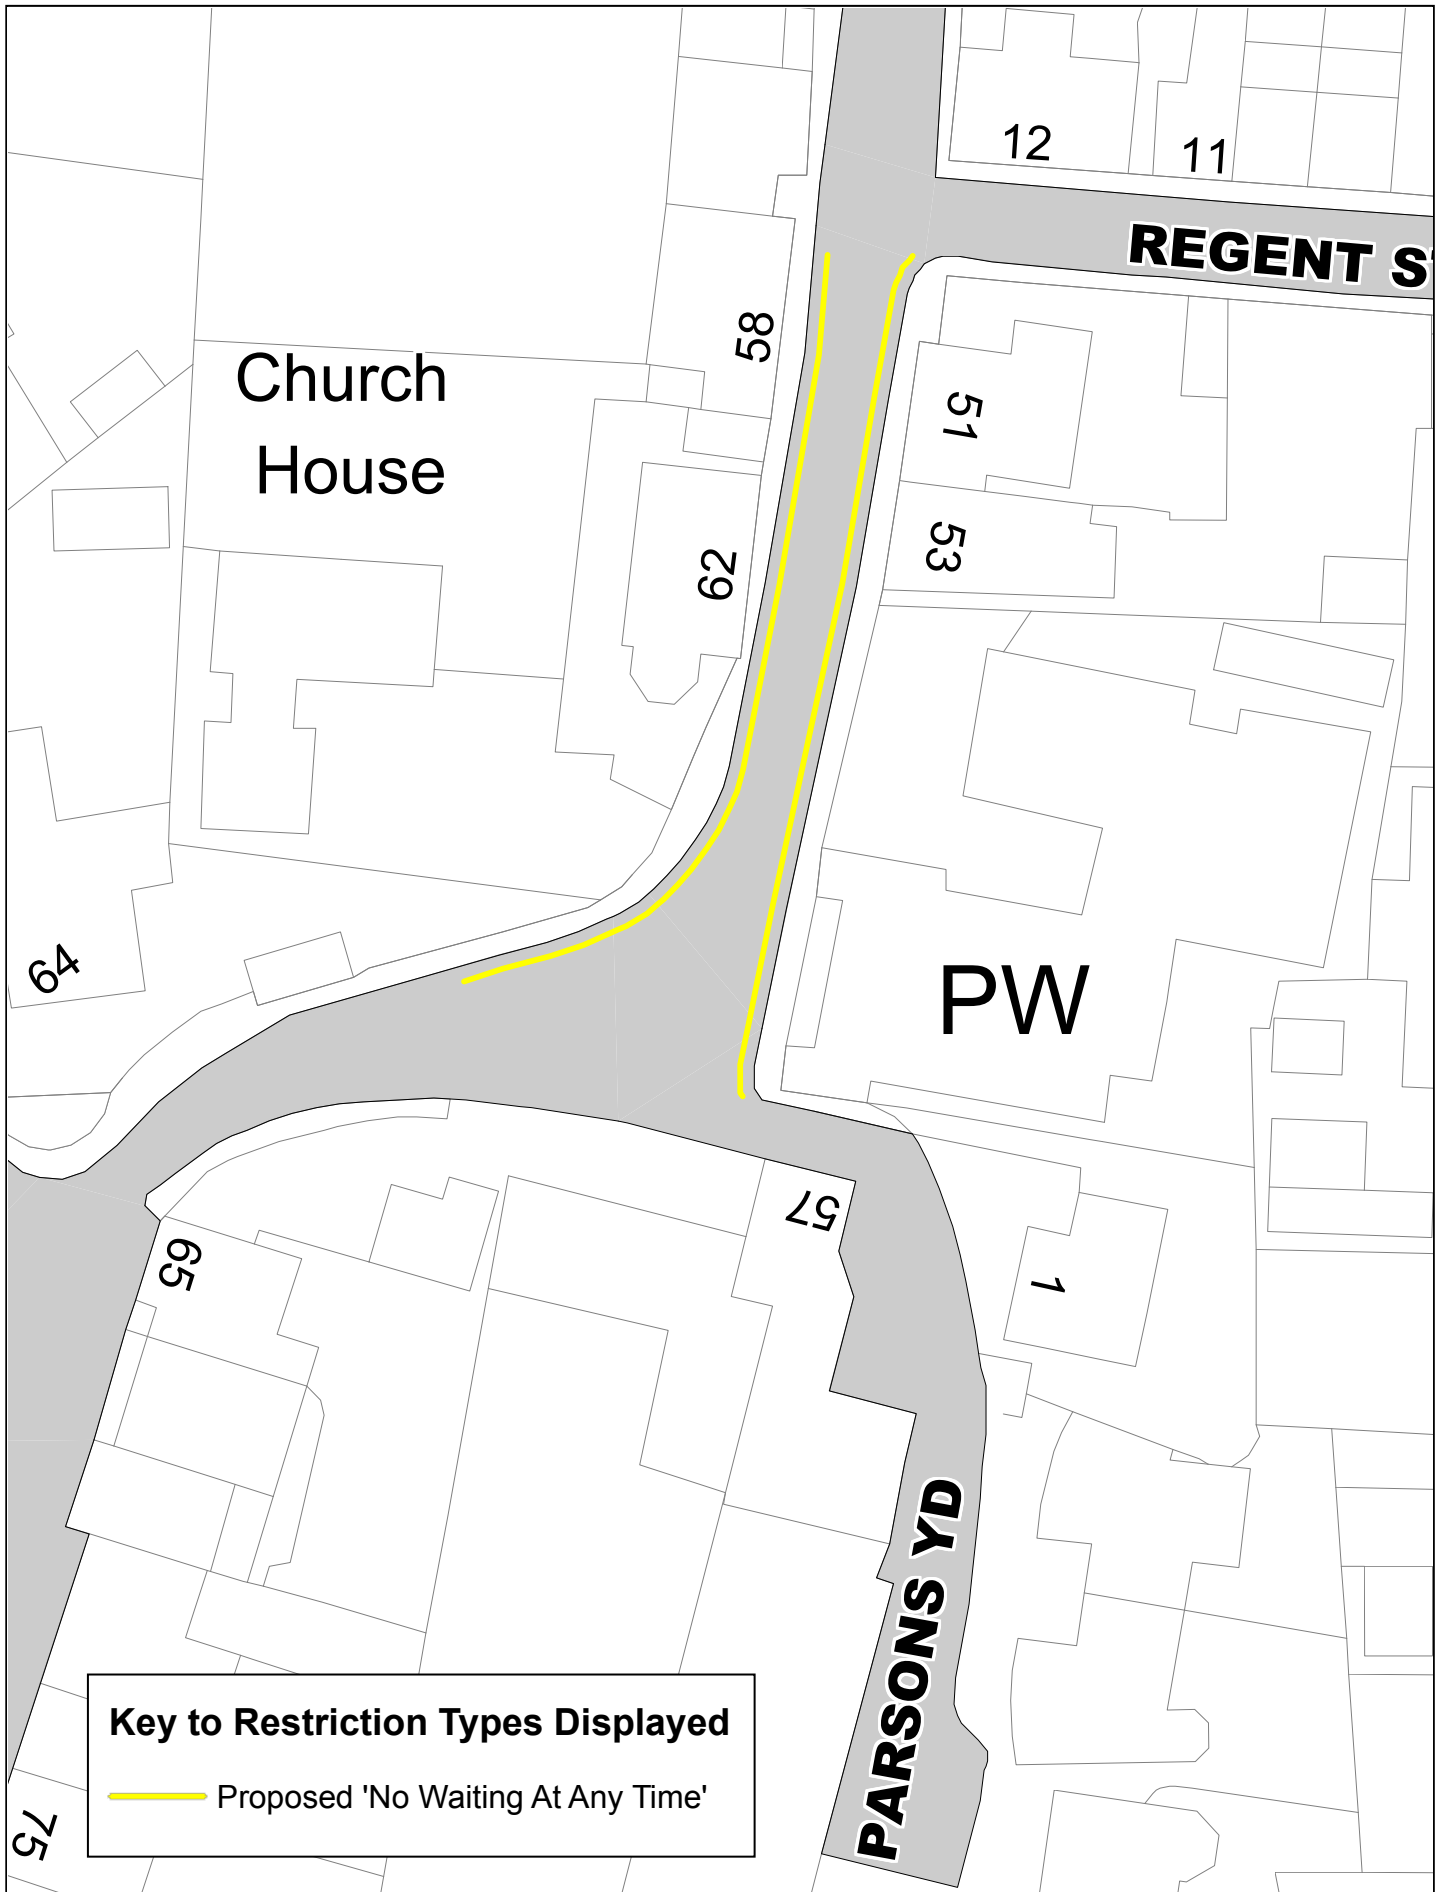 12
11
REGENT S
58
Church
House
51
53
62
64
PW
57
65
1
PARSONS YD
Key to Restriction Types Displayed
Proposed 'No Waiting At Any Time'
75